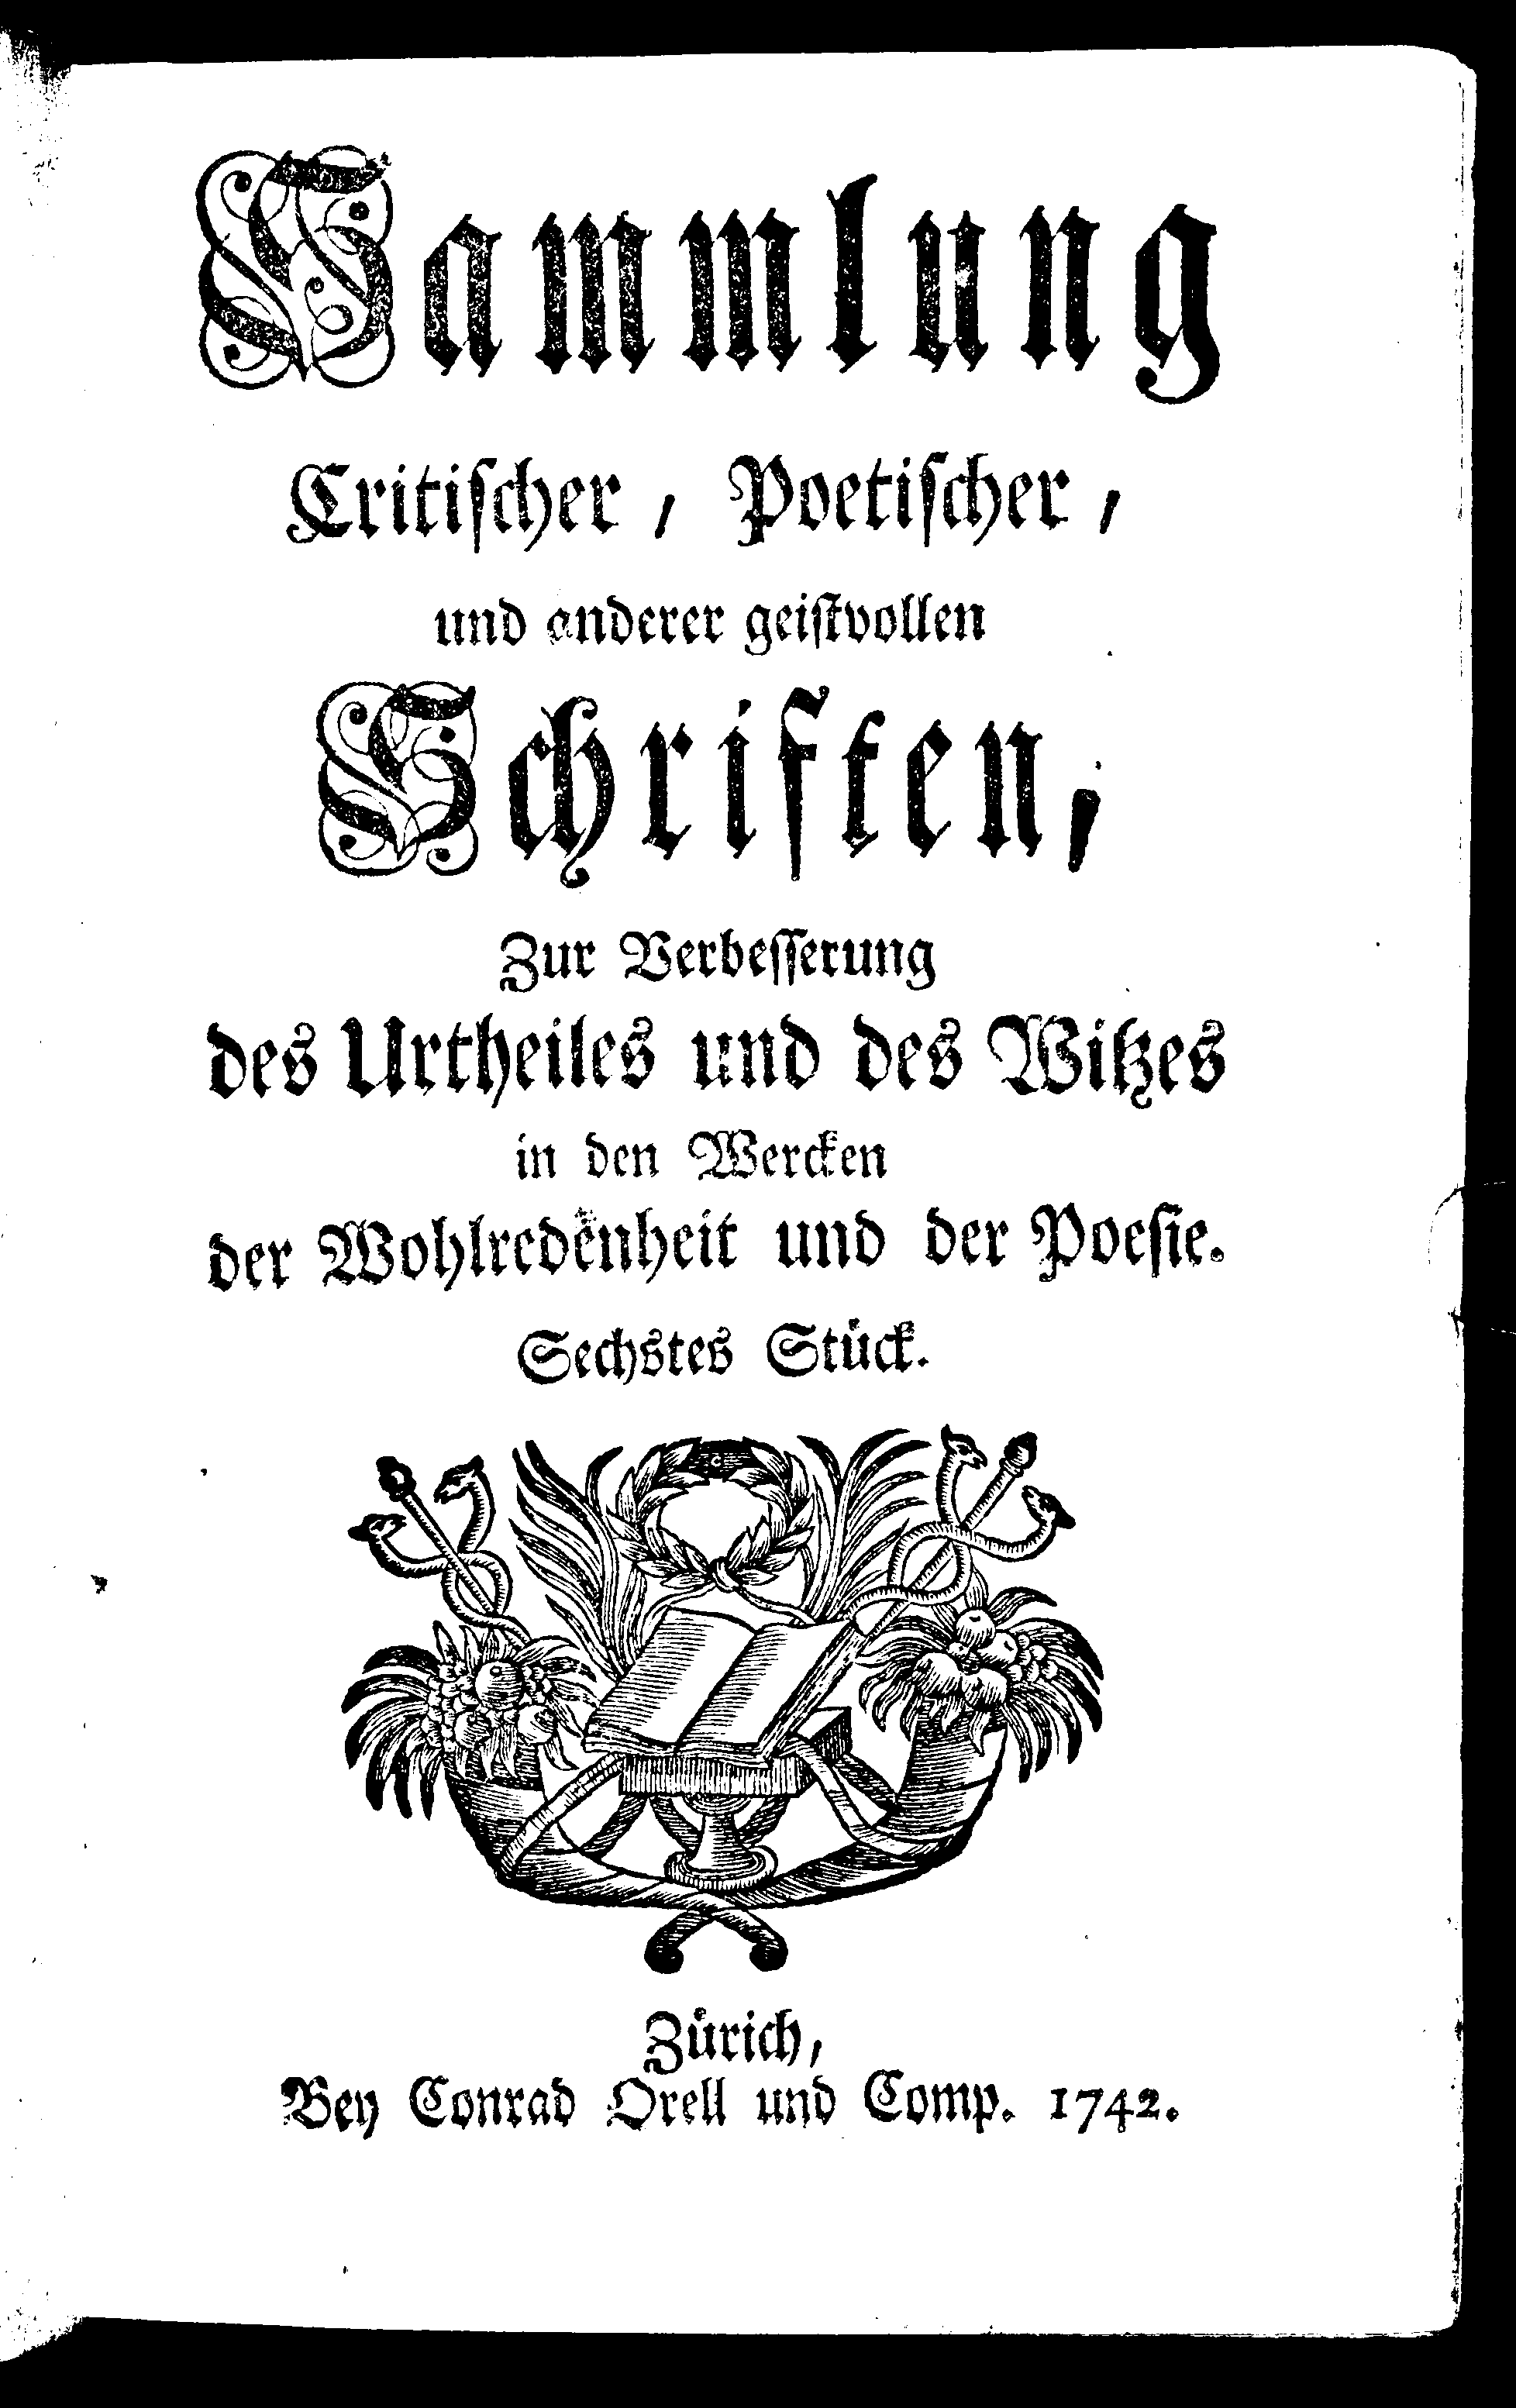 Sammlung
Critischer, Poetischer,
und anderer geistvollen
Schriften,
Zur Verbesserung
des Urtheiles und des Witzes
in den Wercken
der Wohlredenheit und der Poesie.
Sechstes Stück.
Zürich,
Bey Conrad Orell und Comp. 1742.